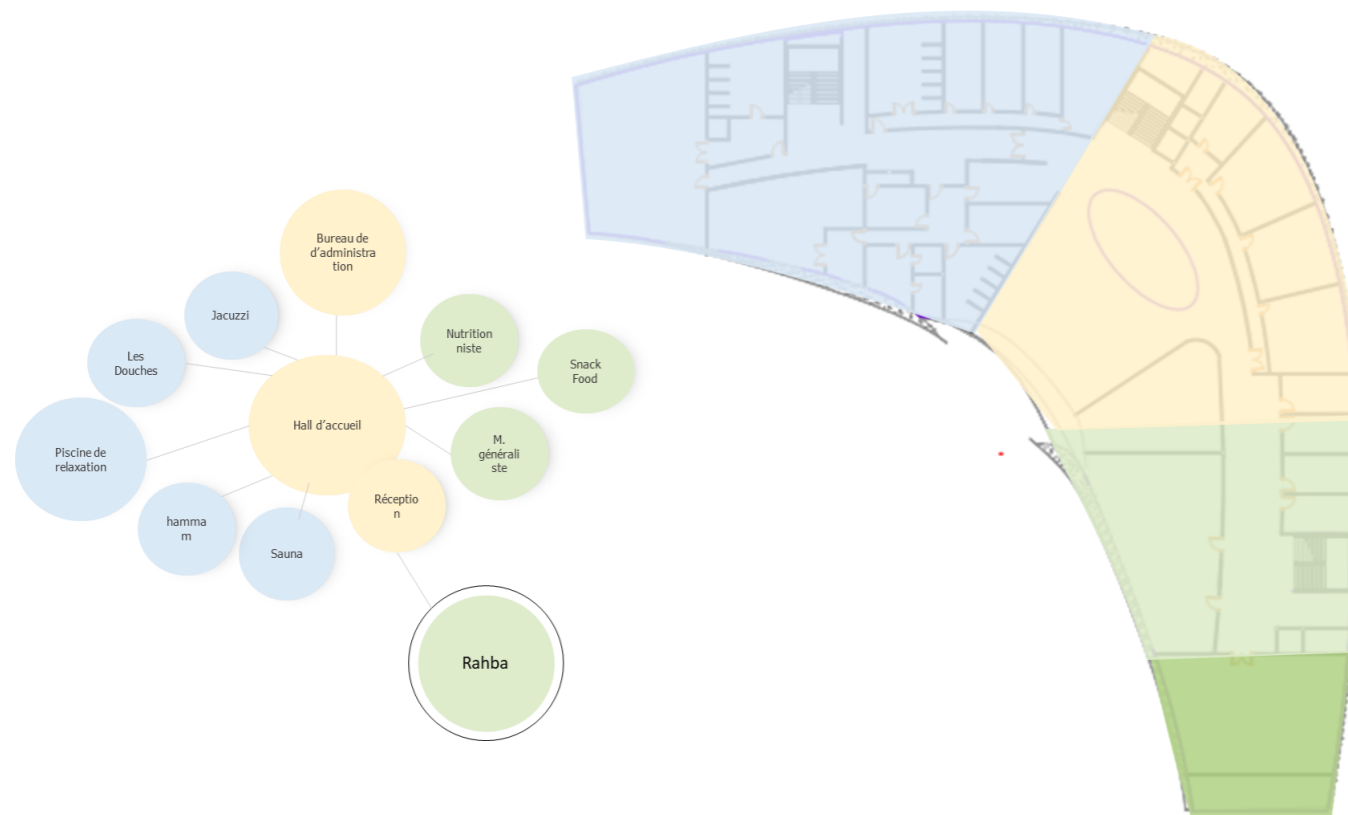 Bureau de
d'administra
tion
Jacuzzi
Nutrition
niste
Les
Douches
Snack
Food
Hall d'accueil
M.
générali
ste
Piscine de
relaxation
Réceptio
n
hamma
m
Sauna
Rahba